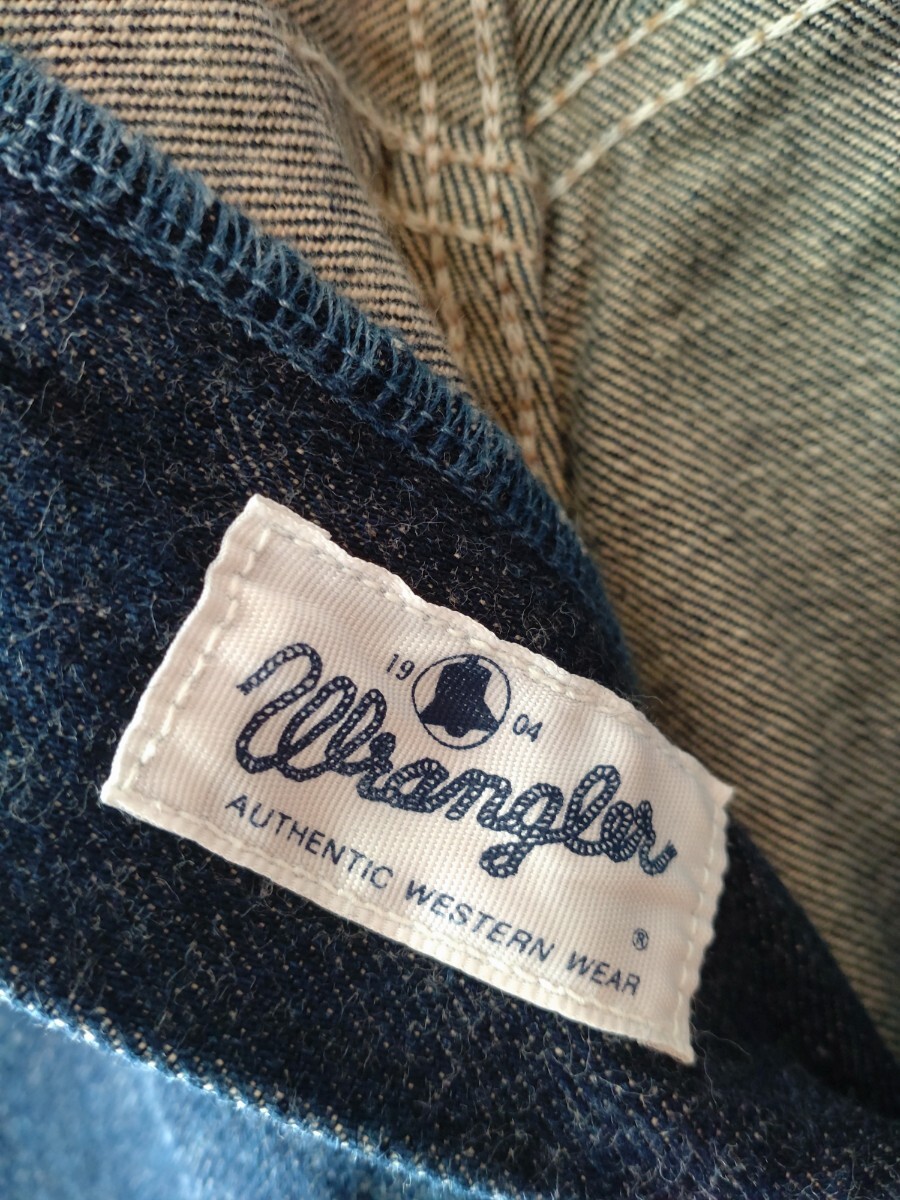 19 04
Wrangler
®
AUTHENTIC WESTERN WEAR